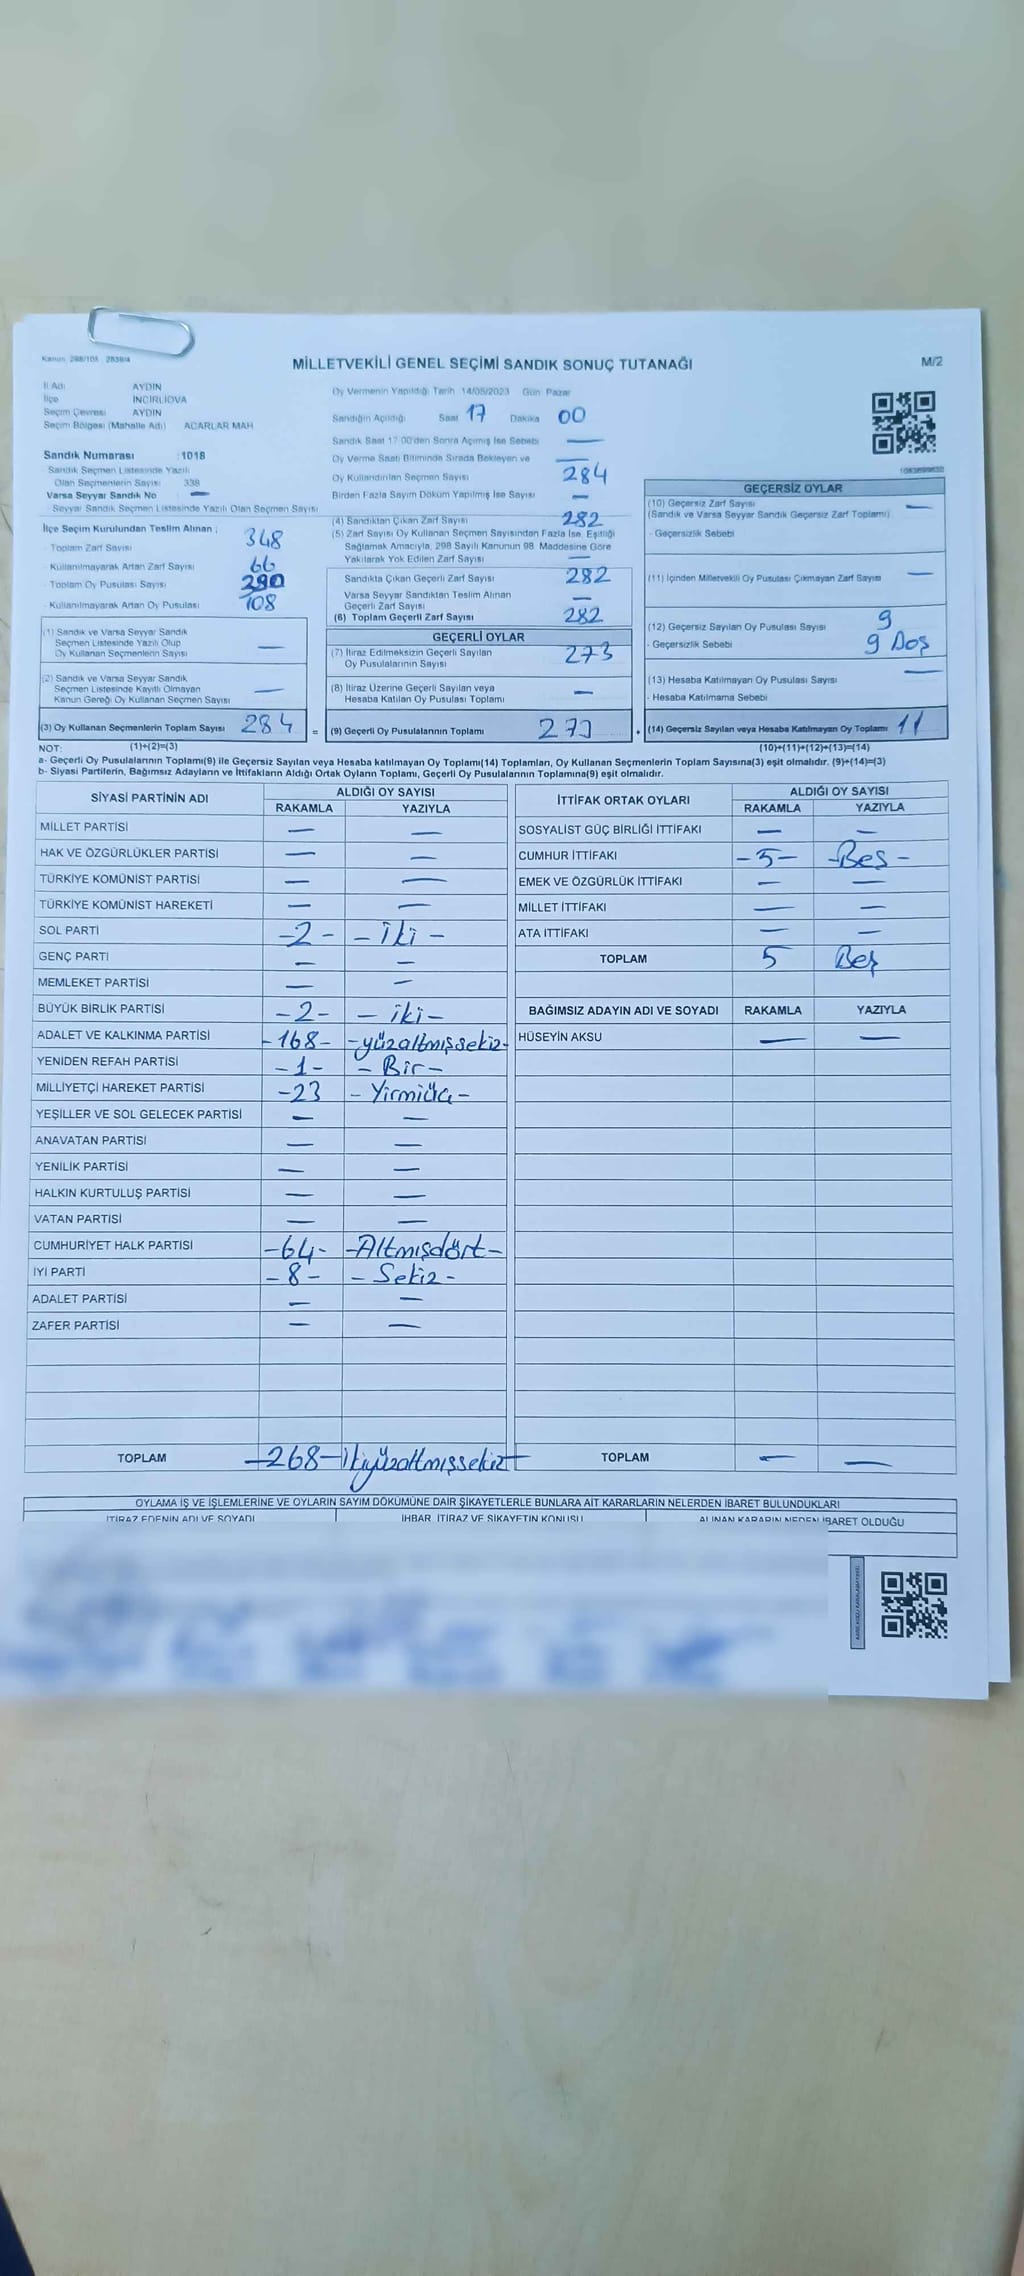 Kanun 298/105 2839/4
MİLLETVEKİLİ GENEL SEÇİMİ SANDIK SONUÇ TUTANAĞI
M/2
İl Adı AYDIN
İlçe İNCİRLİOVA
Seçim Çevresi AYDIN
Seçim Bölgesi (Mahalle Adı) ACARLAR MAH
Sandık Numarası : 1018
Sandık Seçmen Listesinde Yazılı
Olan Seçmenlerin Sayısı 338
Varsa Seyyar Sandık No —
Seyyar Sandık Seçmen Listesinde Yazılı Olan Seçmen Sayısı
İlçe Seçim Kurulundan Teslim Alınan ;
- Toplam Zarf Sayısı 348
- Kullanılmayarak Artan Zarf Sayısı 66
- Toplam Oy Pusulası Sayısı 390
- Kullanılmayarak Artan Oy Pusulası 108
(1) Sandık ve Varsa Seyyar Sandık
Seçmen Listesinde Yazılı Olup
Oy Kullanan Seçmenlerin Sayısı —
(2) Sandık ve Varsa Seyyar Sandık
Seçmen Listesinde Kayıtlı Olmayan
Kanun Gereği Oy Kullanan Seçmen Sayısı —
(3) Oy Kullanan Seçmenlerin Toplam Sayısı 284
(1)+(2)=(3)
Oy Vermenin Yapıldığı Tarih 14/05/2023 Gün Pazar
Sandığın Açıldığı Saat 17 Dakika 00
Sandık Saat 17:00'den Sonra Açımış İse Sebebi —
Oy Verme Saati Bitiminde Sırada Bekleyen ve —
Oy Kullandırılan Seçmen Sayısı 284
Birden Fazla Sayım Döküm Yapılmış İse Sayısı —
(4) Sandıktan Çıkan Zarf Sayısı 282
(5) Zarf Sayısı Oy Kullanan Seçmen Sayısından Fazla İse, Eşitliği
Sağlamak Amacıyla, 298 Sayılı Kanunun 98. Maddesine Göre
Yakılarak Yok Edilen Zarf Sayısı —
Sandıkta Çıkan Geçerli Zarf Sayısı 282
Varsa Seyyar Sandıktan Teslim Alınan
Geçerli Zarf Sayısı —
(6) Toplam Geçerli Zarf Sayısı 282
GEÇERLİ OYLAR
(7) İtiraz Edilmeksizin Geçerli Sayılan
Oy Pusulalarının Sayısı 273
(8) İtiraz Üzerine Geçerli Sayılan veya
Hesaba Katılan Oy Pusulası Toplamı —
= (9) Geçerli Oy Pusulalarının Toplamı 273
GEÇERSİZ OYLAR
(10) Geçersiz Zarf Sayısı
(Sandık ve Varsa Seyyar Sandık Geçersiz Zarf Toplamı) —
- Geçersizlik Sebebi
(11) İçinden Milletvekili Oy Pusulası Çıkmayan Zarf Sayısı —
(12) Geçersiz Sayılan Oy Pusulası Sayısı 9
- Geçersizlik Sebebi 9 Boş
(13) Hesaba Katılmayan Oy Pusulası Sayısı —
- Hesaba Katılmama Sebebi
+ (14) Geçersiz Sayılan veya Hesaba Katılmayan Oy Toplamı 11
(10)+(11)+(12)+(13)=(14)
NOT:
a- Geçerli Oy Pusulalarının Toplamı(9) ile Geçersiz Sayılan veya Hesaba katılmayan Oy Toplamı(14) Toplamları, Oy Kullanan Seçmenlerin Toplam Sayısına(3) eşit olmalıdır. (9)+(14)=(3)
b- Siyasi Partilerin, Bağımsız Adayların ve İttifakların Aldığı Ortak Oyların Toplamı, Geçerli Oy Pusulalarının Toplamına(9) eşit olmalıdır.
SİYASİ PARTİNİN ADI ALDIĞI OY SAYISI
RAKAMLA YAZIYLA
MİLLET PARTİSİ — —
HAK VE ÖZGÜRLÜKLER PARTİSİ — —
TÜRKİYE KOMÜNİST PARTİSİ — —
TÜRKİYE KOMÜNİST HAREKETİ — —
SOL PARTİ -2- -iki-
GENÇ PARTİ — —
MEMLEKET PARTİSİ — —
BÜYÜK BİRLİK PARTİSİ -2- -iki-
ADALET VE KALKINMA PARTİSİ -168- -yüzaltmışsekiz-
YENİDEN REFAH PARTİSİ -1- -Bir-
MİLLİYETÇİ HAREKET PARTİSİ -23 -Yirmiüç-
YEŞİLLER VE SOL GELECEK PARTİSİ — —
ANAVATAN PARTİSİ — —
YENİLİK PARTİSİ — —
HALKIN KURTULUŞ PARTİSİ — —
VATAN PARTİSİ — —
CUMHURİYET HALK PARTİSİ -64- -Altmışdört-
İYİ PARTİ -8- -Sekiz-
ADALET PARTİSİ — —
ZAFER PARTİSİ — —
TOPLAM -268- ikiyüzaltmışsekiz-
İTTİFAK ORTAK OYLARI ALDIĞI OY SAYISI
RAKAMLA YAZIYLA
SOSYALİST GÜÇ BİRLİĞİ İTTİFAKI — —
CUMHUR İTTİFAKI -5- -Beş-
EMEK VE ÖZGÜRLÜK İTTİFAKI — —
MİLLET İTTİFAKI — —
ATA İTTİFAKI — —
TOPLAM 5 Beş
BAĞIMSIZ ADAYIN ADI VE SOYADI RAKAMLA YAZIYLA
HÜSEYİN AKSU — —
TOPLAM — —
OYLAMA İŞ VE İŞLEMLERİNE VE OYLARIN SAYIM DÖKÜMÜNE DAİR ŞİKAYETLERLE BUNLARA AİT KARARLARIN NELERDEN İBARET BULUNDUKLARI
İTİRAZ EDENİN ADI VE SOYADI İHBAR, İTİRAZ VE ŞİKAYETİN KONUSU ALINAN KARARIN NEDEN İBARET OLDUĞU